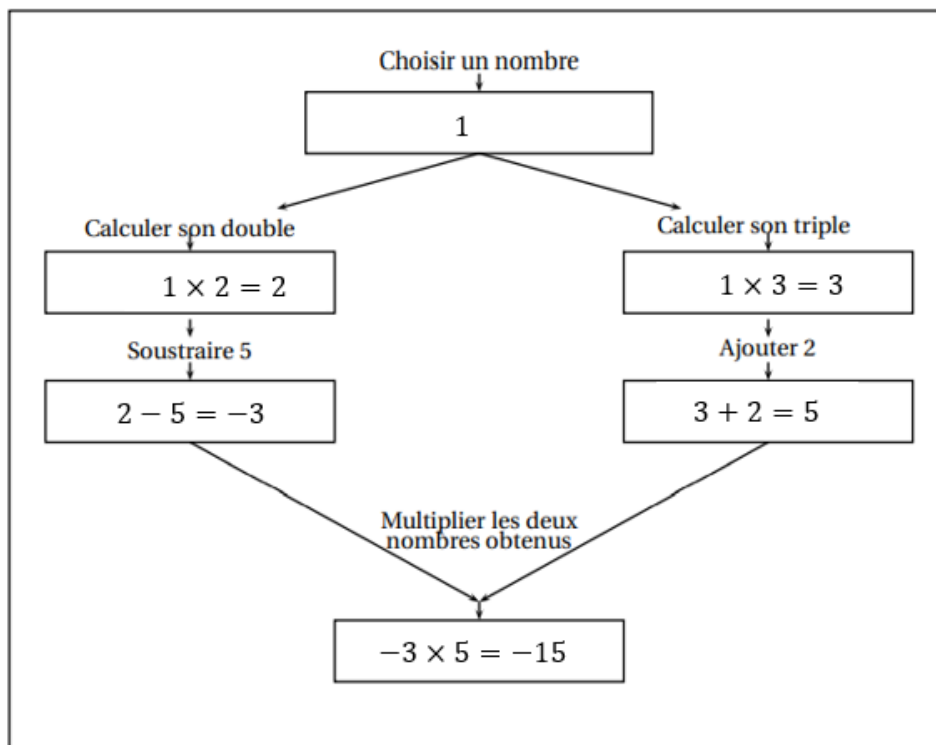 Choisir un nombre
1
Calculer son double
Calculer son triple
1 × 2 = 2
1 × 3 = 3
Soustraire 5
Ajouter 2
2 − 5 = −3
3 + 2 = 5
Multiplier les deux
nombres obtenus
−3 × 5 = −15